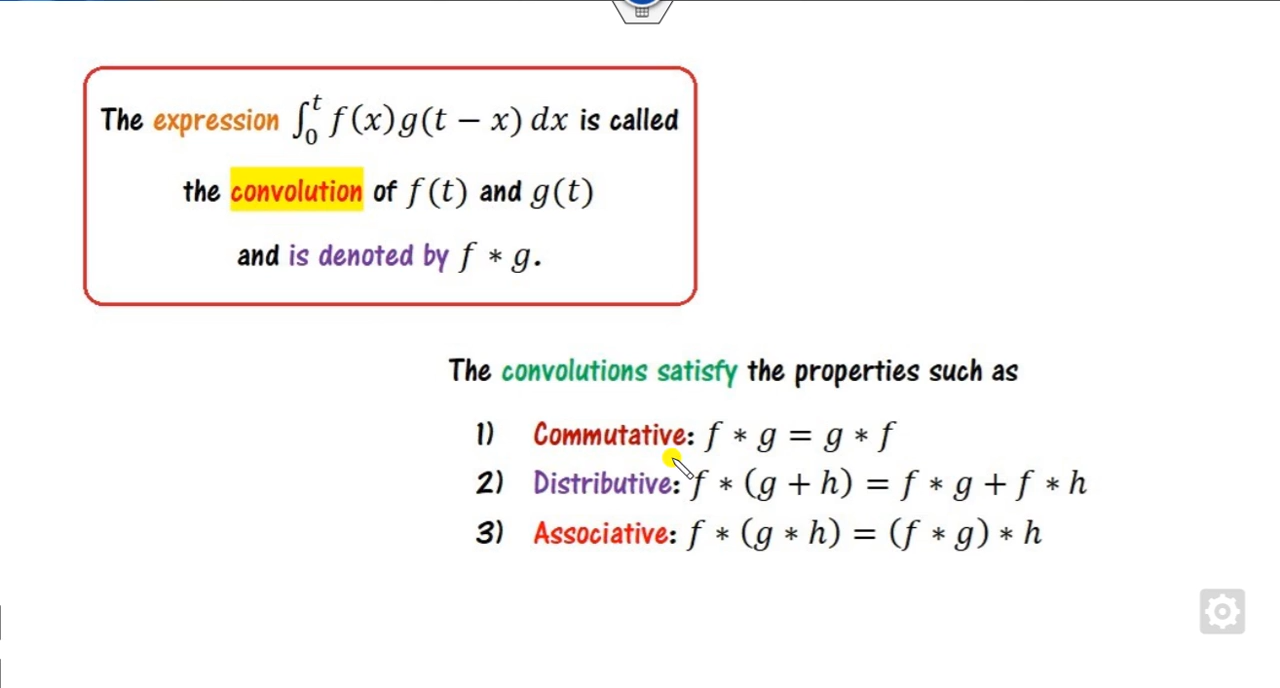 The expression ∫₀ᵗ f(x)g(t − x) dx is called
the convolution of f(t) and g(t)
and is denoted by f ∗ g.
The convolutions satisfy the properties such as
1) Commutative: f ∗ g = g ∗ f
2) Distributive: f ∗ (g + h) = f ∗ g + f ∗ h
3) Associative: f ∗ (g ∗ h) = (f ∗ g) ∗ h